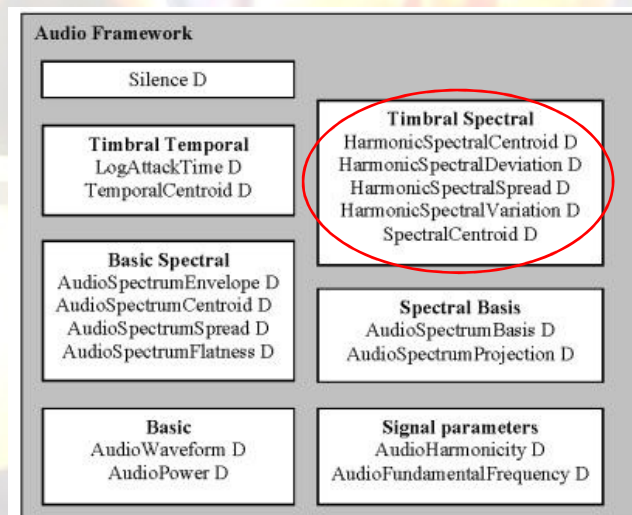 Audio Framework
Silence D
Timbral Temporal
LogAttackTime D
TemporalCentroid D
Basic Spectral
AudioSpectrumEnvelope D
AudioSpectrumCentroid D
AudioSpectrumSpread D
AudioSpectrumFlatness D
Basic
AudioWaveform D
AudioPower D
Timbral Spectral
HarmonicSpectralCentroid D
HarmonicSpectralDeviation D
HarmonicSpectralSpread D
HarmonicSpectralVariation D
SpectralCentroid D
Spectral Basis
AudioSpectrumBasis D
AudioSpectrumProjection D
Signal parameters
AudioHarmonicity D
AudioFundamentalFrequency D